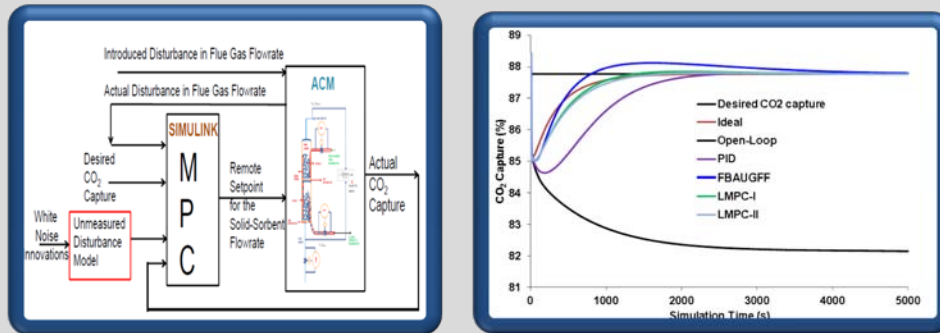 Introduced Disturbance in Flue Gas Flowrate
ACM
Actual Disturbance in Flue Gas Flowrate
SIMULINK
M
P
C
Desired
CO2
Capture
White
Noise
Innovations
Unmeasured
Disturbance
Model
Remote
Setpoint
for the
Solid-Sorbent
Flowrate
Actual
CO2
Capture
89
88
87
86
85
84
83
82
81
CO2 Capture (%)
Desired CO2 capture
Ideal
Open-Loop
PID
FBAUGFF
LMPC-I
LMPC-II
0 1000 2000 3000 4000 5000
Simulation Time (s)